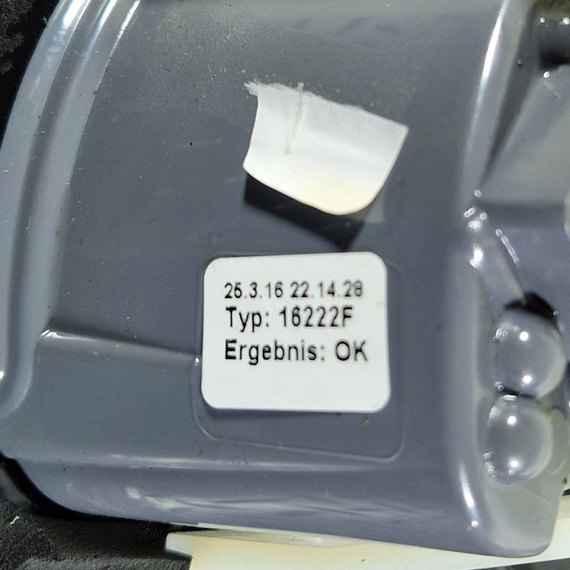 26.3.16 22.14.28
Typ: 16222F
Ergebnis: OK